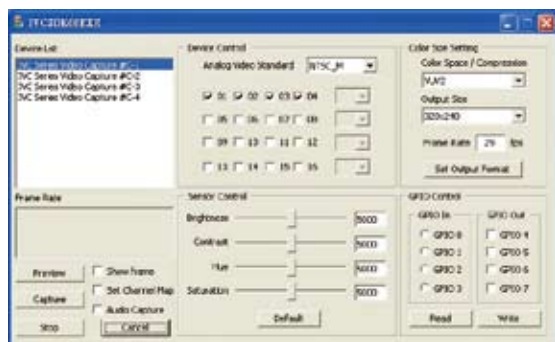 Device List
JVC Series Video Capture #C-1
JVC Series Video Capture #C-2
JVC Series Video Capture #C-3
JVC Series Video Capture #C-4
Device Control
Analog Video Standard NTSC_M
01 02 03 04
05 06 07 08
09 10 11 12
13 14 15 16
Color Size Setting
Color Space / Compression
YUY2
Output Size
320x240
Frame Rate 29 fps
Set Output Format
Frame Rate
Preview
Show frame
Capture
Set Channel Map
Audio Capture
Stop
Cancel
Sensor Control
Brightness 5000
Contrast 5000
Hue 5000
Saturation 5000
Default
GPIO Control
GPIO In GPIO Out
GPIO 0 GPIO 4
GPIO 1 GPIO 5
GPIO 2 GPIO 6
GPIO 3 GPIO 7
Read Write